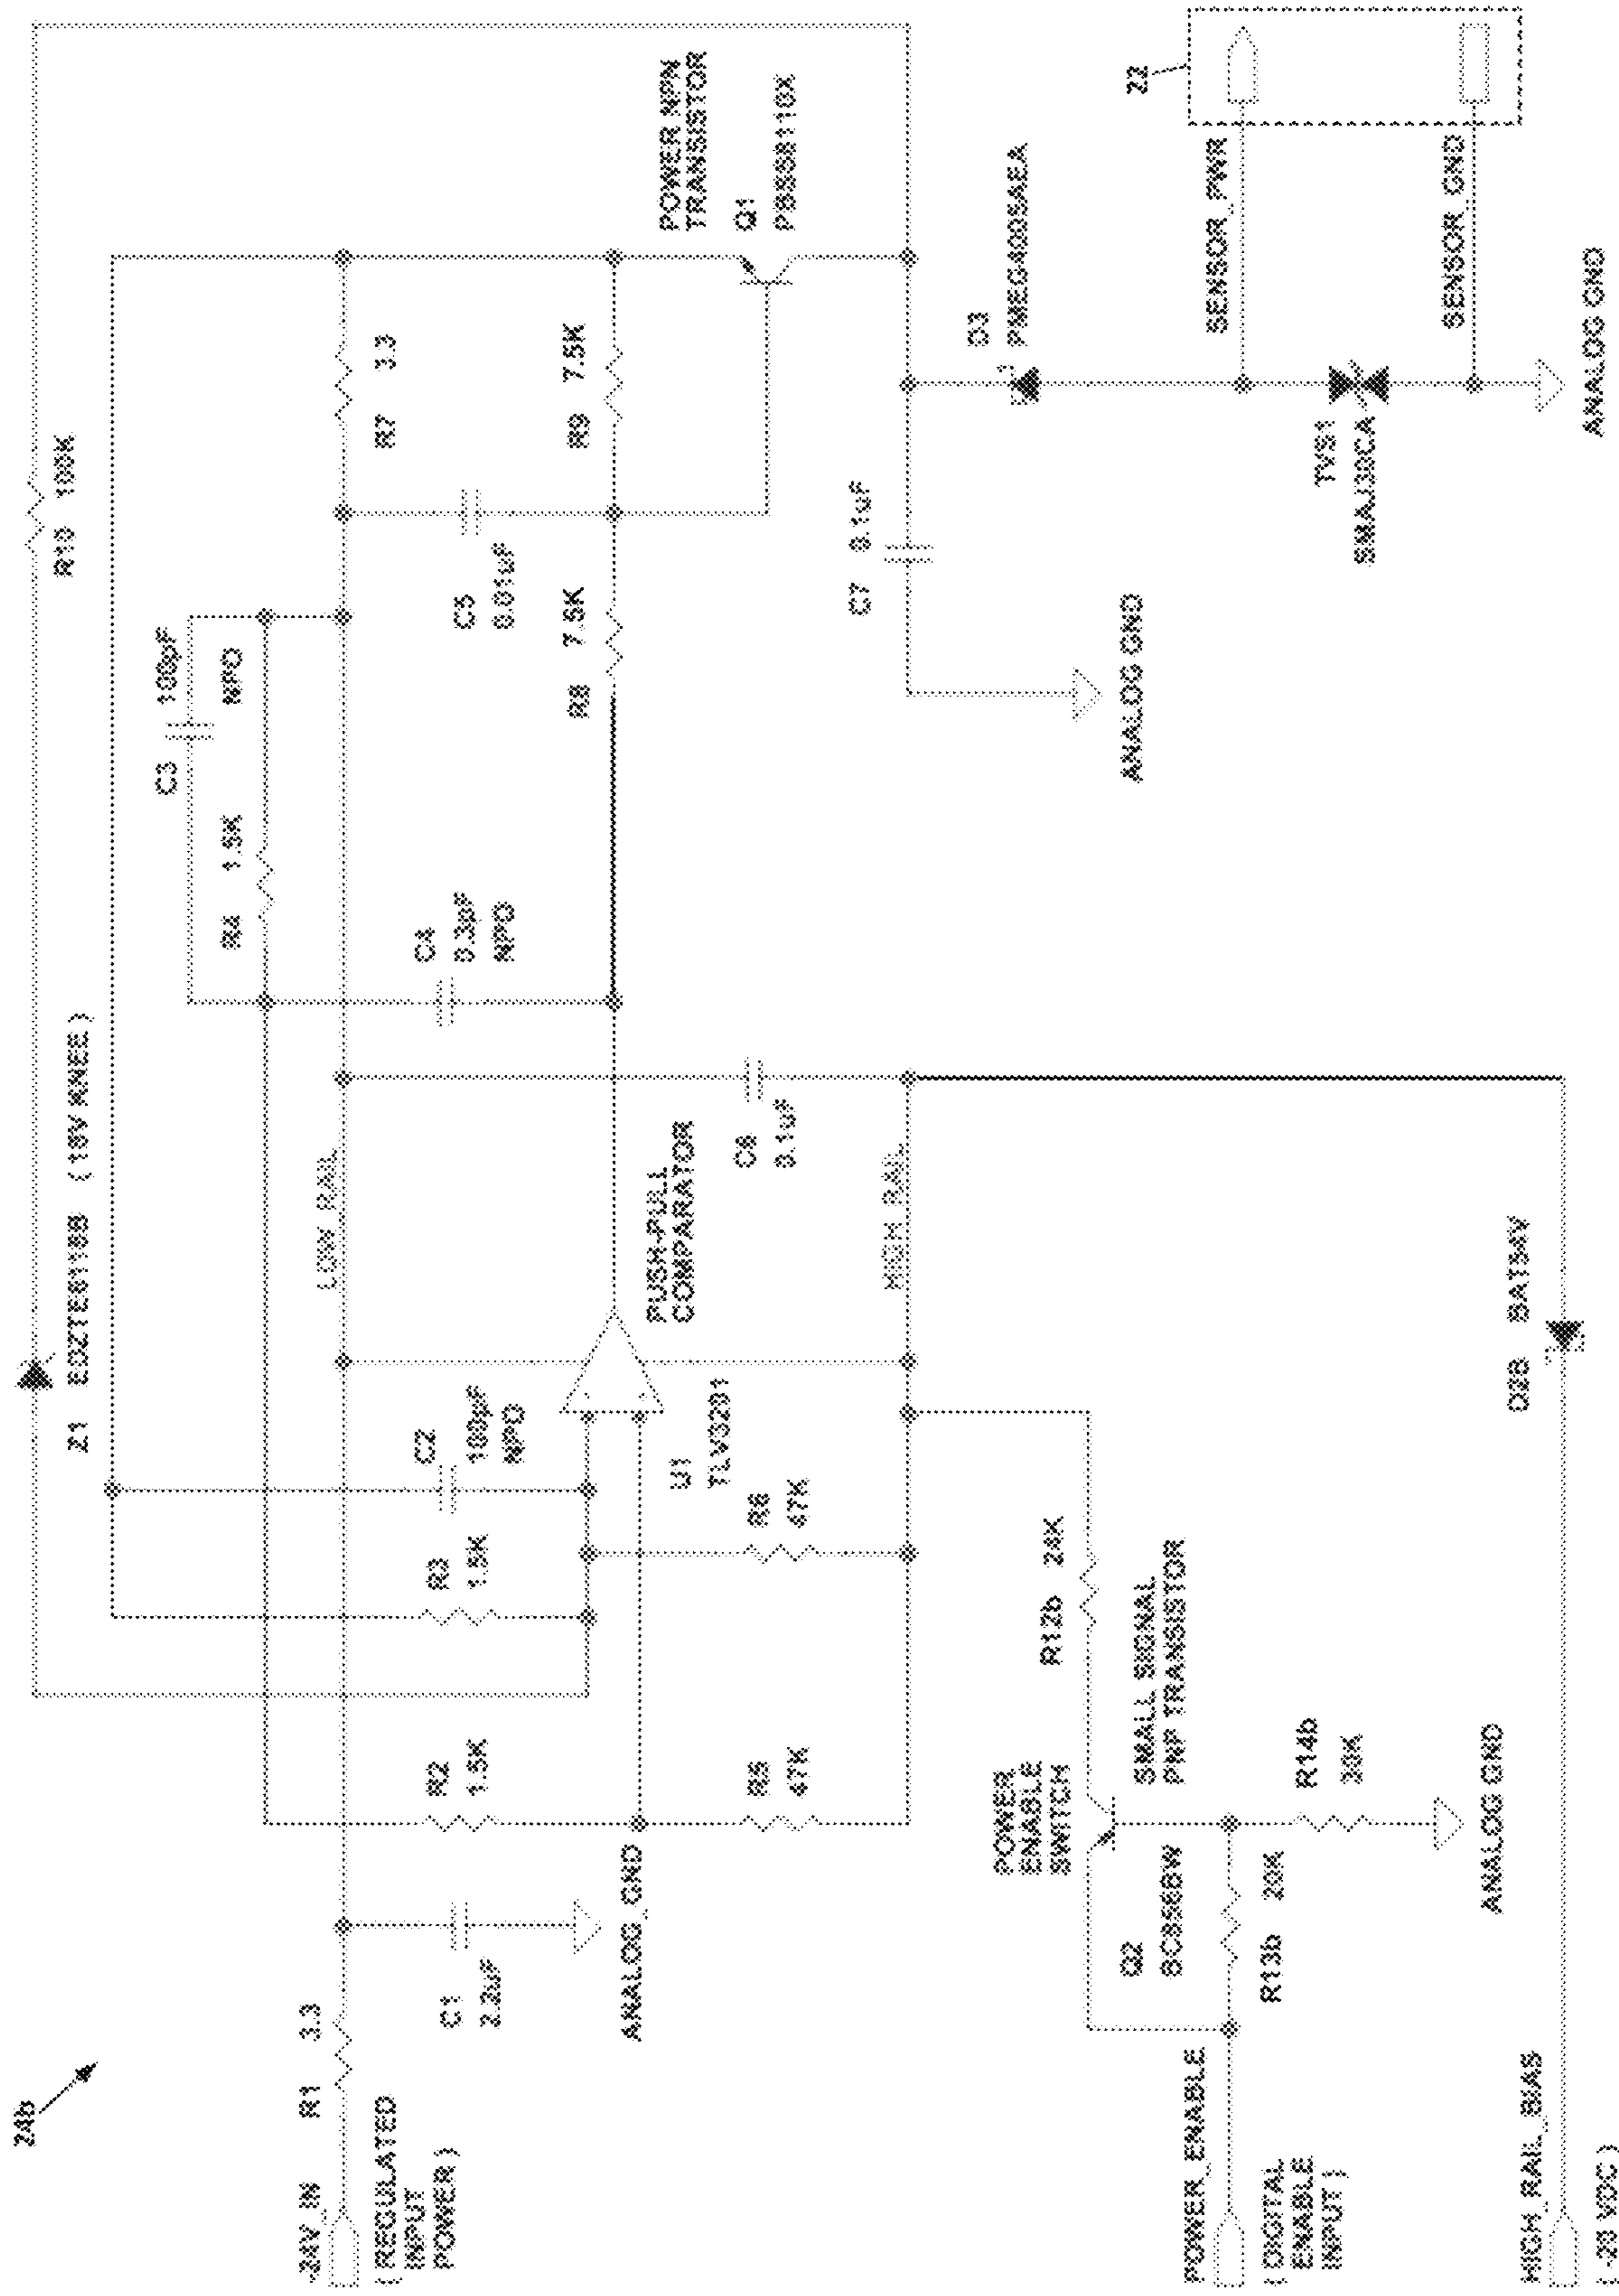 24b
-24V_IN
( REGULATED
INPUT
POWER )
R1 3.3
C1
2.2uF
ANALOG_GND
R2
1.5K
R5
47K
R3
1.5K
R6
47K
C2
100pF
NPO
U1
TLV3201
PUSH-PULL
COMPARATOR
LOW_RAIL
HIGH_RAIL
Z1 EDZTE6118B ( 18V KNEE )
R10 100K
C6
0.1uF
C4
0.3pF
NPO
R4 1.5K
C3 100pF
NPO
C5
0.01uF
R8 7.5K
R7 3.3
R9 7.5K
POWER NPN
TRANSISTOR
Q1
PBSS8110X
C7 0.1uF
ANALOG GND
D3
PMEG4005AEA
TVS1
SMAJ30CA
SENSOR_PWR
SENSOR_GND
22
ANALOG GND
POWER_ENABLE
( DIGITAL
ENABLE
INPUT )
POWER
ENABLE
SWITCH
Q2
BC856BW
SMALL SIGNAL
PNP TRANSISTOR
R12b 24K
R13b 20K
R14b
30K
ANALOG GND
HIGH_RAIL_BIAS
( -20 VDC )
D2B BAT54V